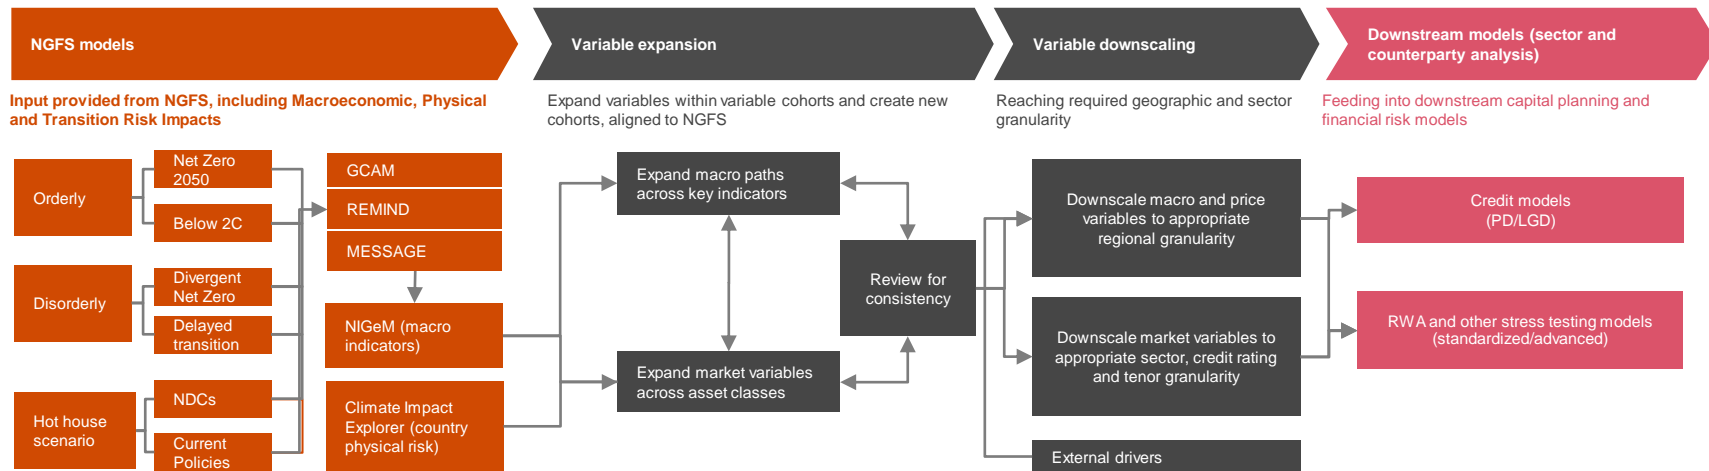 NGFS models
Variable expansion
Variable downscaling
Downstream models (sector and
counterparty analysis)
Input provided from NGFS, including Macroeconomic, Physical
and Transition Risk Impacts
Expand variables within variable cohorts and create new
cohorts, aligned to NGFS
Reaching required geographic and sector
granularity
Feeding into downstream capital planning and
financial risk models
Orderly
Net Zero
2050
Below 2C
Disorderly
Divergent
Net Zero
Delayed
transition
Hot house
scenario
NDCs
Current
Policies
GCAM
REMIND
MESSAGE
NIGeM (macro
indicators)
Climate Impact
Explorer (country
physical risk)
Expand macro paths
across key indicators
Expand market variables
across asset classes
Review for
consistency
Downscale macro and price
variables to appropriate
regional granularity
Downscale market variables to
appropriate sector, credit rating
and tenor granularity
External drivers
Credit models
(PD/LGD)
RWA and other stress testing models
(standardized/advanced)